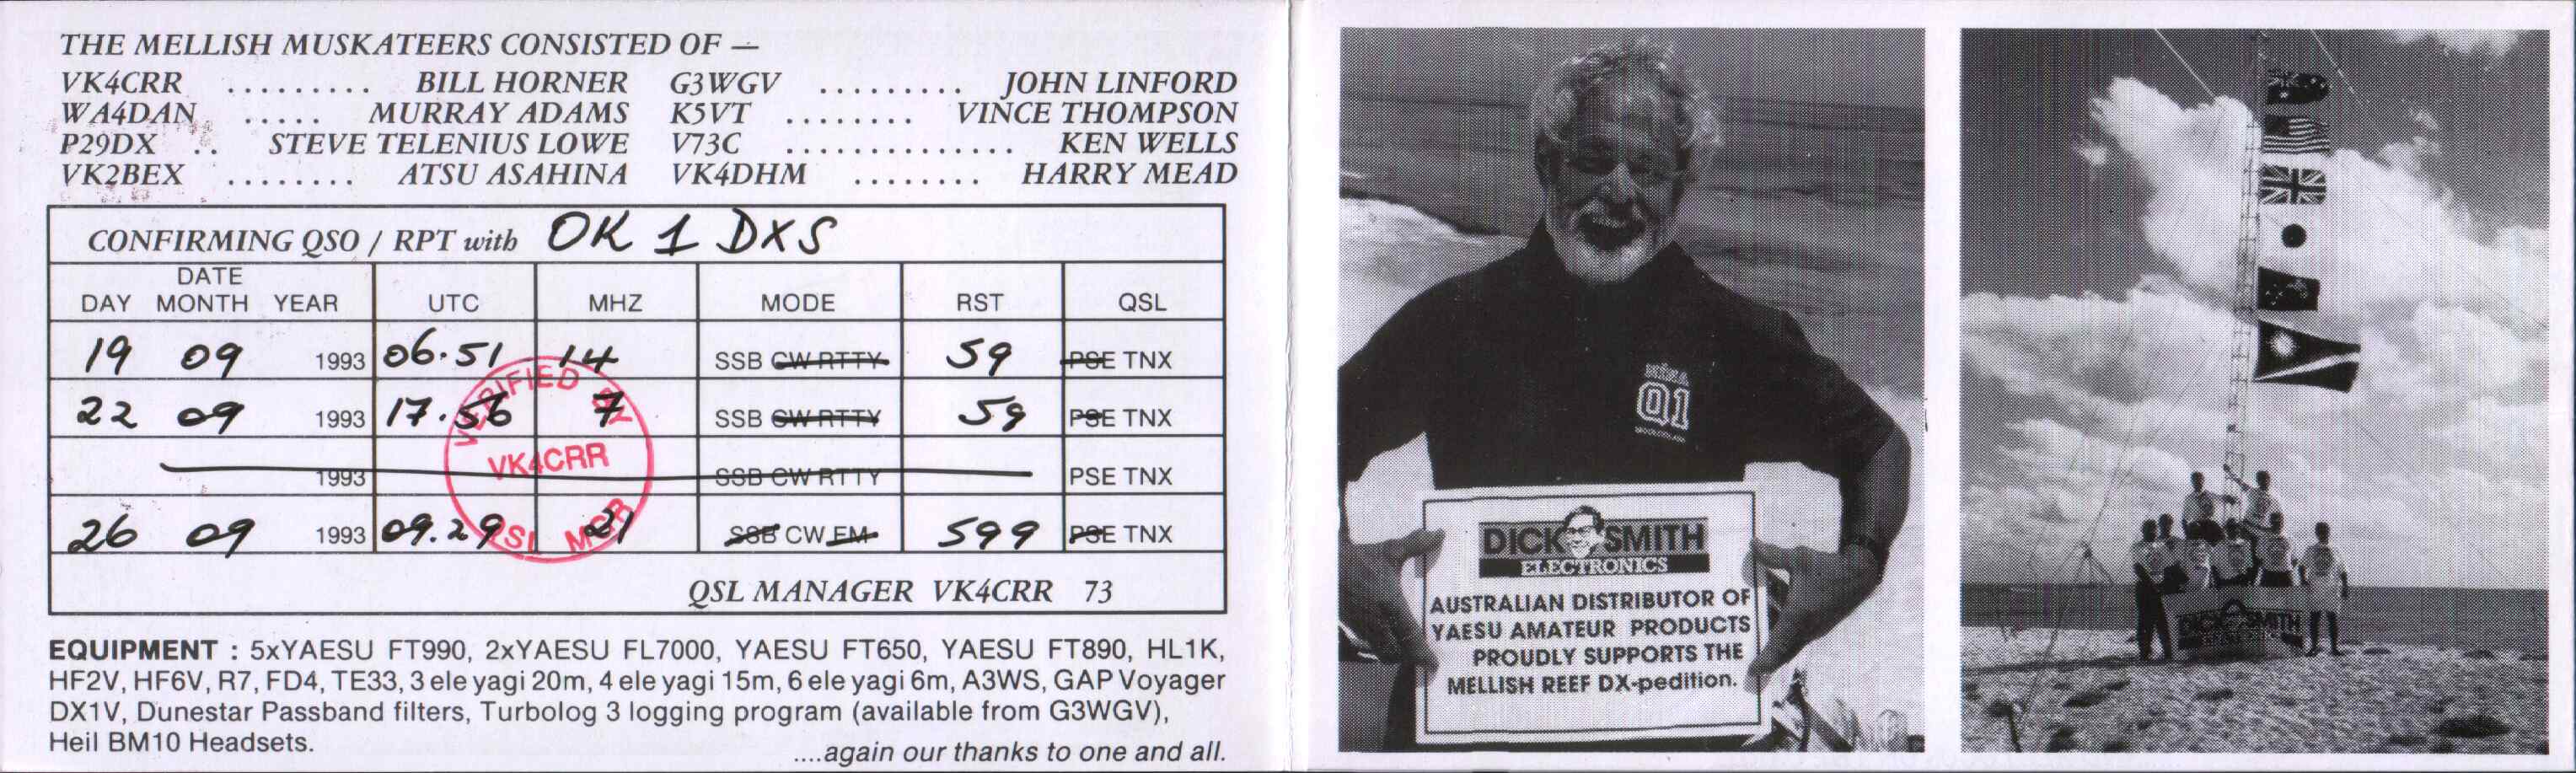 THE MELLISH MUSKATEERS CONSISTED OF —
VK4CRR ......... BILL HORNER G3WGV ......... JOHN LINFORD
WA4DAN ..... MURRAY ADAMS K5VT ........ VINCE THOMPSON
P29DX .. STEVE TELENIUS LOWE V73C .............. KEN WELLS
VK2BEX ........ ATSU ASAHINA VK4DHM ........ HARRY MEAD
CONFIRMING QSO / RPT with OK 1 DXS
DATE
DAY MONTH YEAR UTC MHZ MODE RST QSL
19 09 1993 06.51 14 SSB CW RTTY 59 PSE TNX
22 09 1993 17.56 7 SSB CW RTTY 59 PSE TNX
1993 SSB CW RTTY PSE TNX
26 09 1993 09.29 21 SSB CW FM 599 PSE TNX
VERIFIED BY
VK4CRR
QSL MGR
QSL MANAGER VK4CRR 73
EQUIPMENT : 5xYAESU FT990, 2xYAESU FL7000, YAESU FT650, YAESU FT890, HL1K,
HF2V, HF6V, R7, FD4, TE33, 3 ele yagi 20m, 4 ele yagi 15m, 6 ele yagi 6m, A3WS, GAP Voyager
DX1V, Dunestar Passband filters, Turbolog 3 logging program (available from G3WGV),
Heil BM10 Headsets.
....again our thanks to one and all.
01
DICK SMITH
ELECTRONICS
AUSTRALIAN DISTRIBUTOR OF
YAESU AMATEUR PRODUCTS
PROUDLY SUPPORTS THE
MELLISH REEF DX-pedition.
DICK SMITH